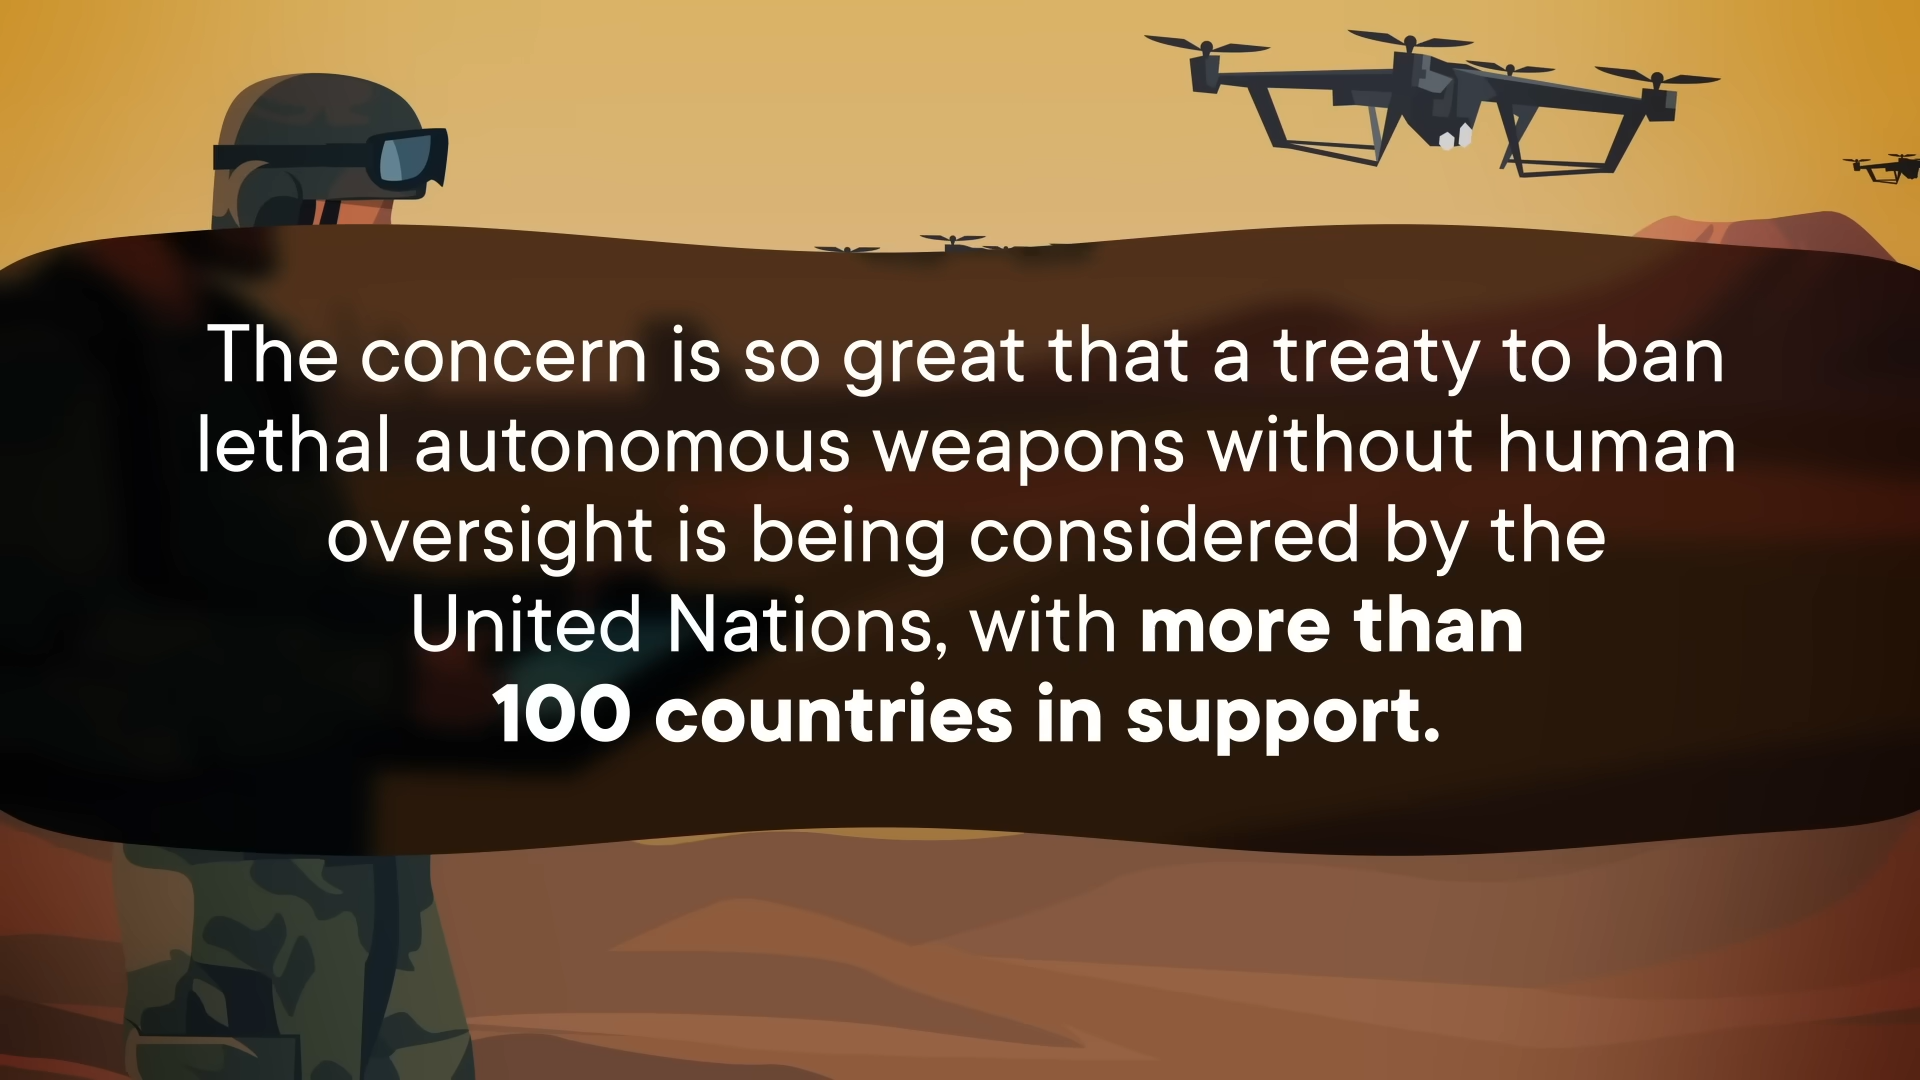 The concern is so great that a treaty to ban
lethal autonomous weapons without human
oversight is being considered by the
United Nations, with more than
100 countries in support.